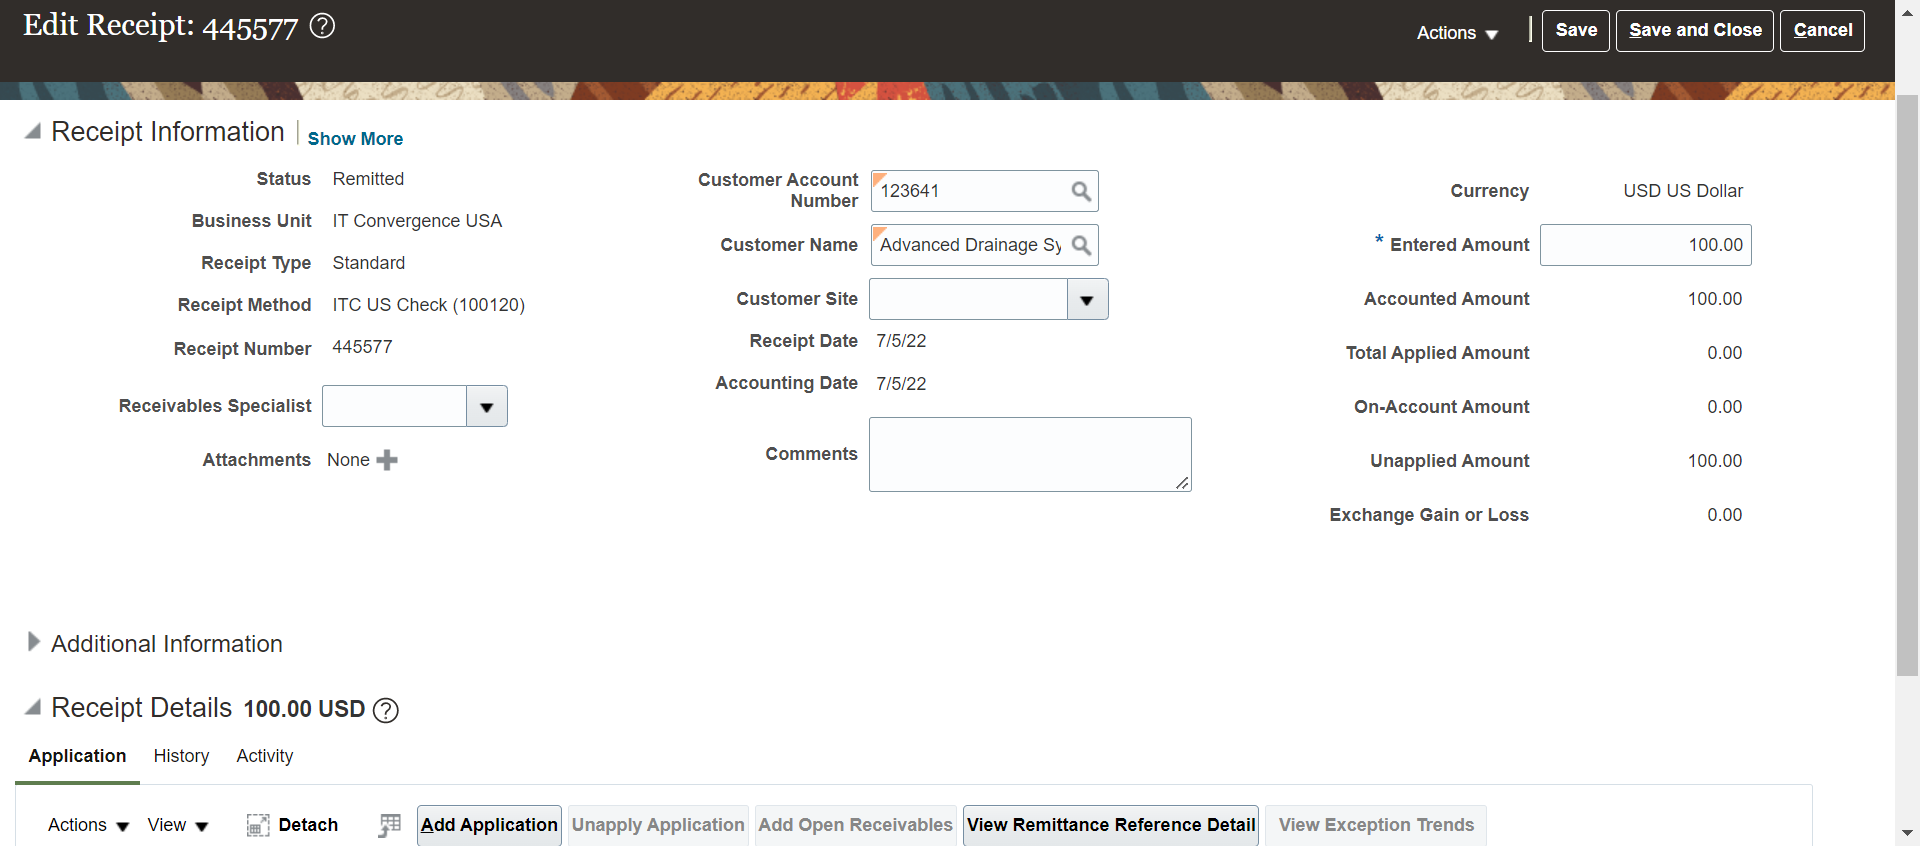 Edit Receipt: 445577 ?
Actions
Save
Save and Close
Cancel
Receipt Information
Show More
Status Remitted
Business Unit IT Convergence USA
Receipt Type Standard
Receipt Method ITC US Check (100120)
Receipt Number 445577
Receivables Specialist
Attachments None
Customer Account
Number
123641
Customer Name Advanced Drainage Sy
Customer Site
Receipt Date 7/5/22
Accounting Date 7/5/22
Comments
Currency USD US Dollar
* Entered Amount 100.00
Accounted Amount 100.00
Total Applied Amount 0.00
On-Account Amount 0.00
Unapplied Amount 100.00
Exchange Gain or Loss 0.00
Additional Information
Receipt Details 100.00 USD ?
Application History Activity
Actions View Detach Add Application Unapply Application Add Open Receivables View Remittance Reference Detail View Exception Trends